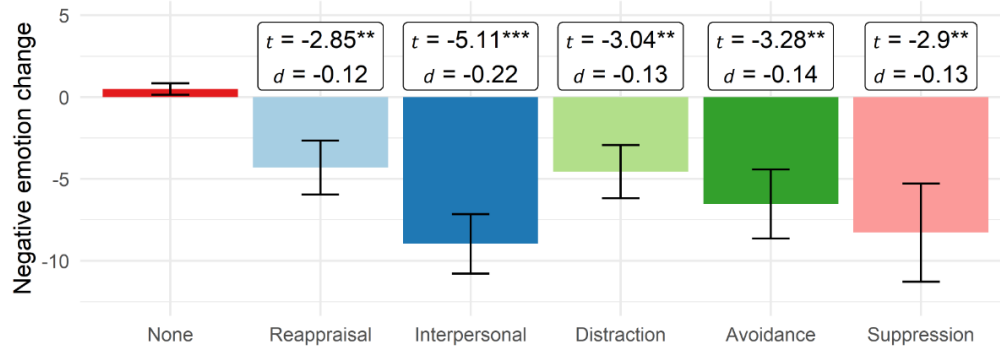 Negative emotion change
5
0
-5
-10
t = -2.85**
d = -0.12
t = -5.11***
d = -0.22
t = -3.04**
d = -0.13
t = -3.28**
d = -0.14
t = -2.9**
d = -0.13
None
Reappraisal
Interpersonal
Distraction
Avoidance
Suppression